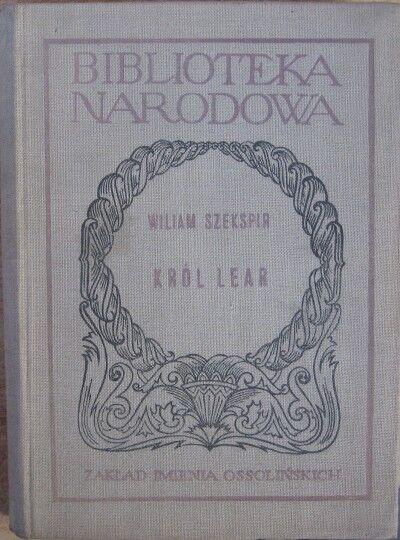 BIBLIOTEKA
NARODOWA
WILIAM SZEKSPIR
KRÓL LEAR
ZAKŁAD IMIENIA OSSOLIŃSKICH